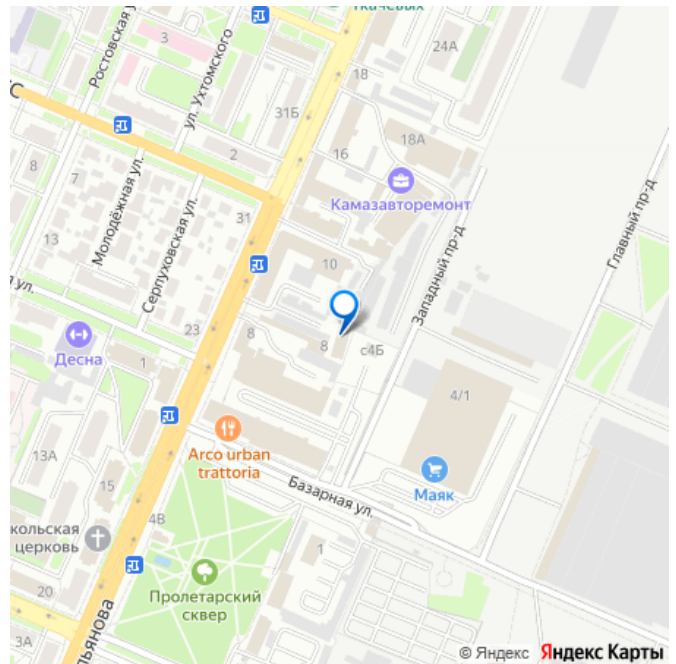 Ткачёвых
3
Ростовская у
ул. Ухтомского
18
24А
31Б
18А
2
16
Камазавторемонт
8
7
Молодёжная ул.
Серпуховская ул.
31
13
Западный пр-д
Главный пр-д
10
я ул.
Десна
23
8
8
с4Б
1
4/1
Arco urban
trattoria
13А
Маяк
Базарная ул.
15
4В
кольская
церковь
1
Пролетарский
сквер
20
3А
льянова
© Яндекс Яндекс Карты